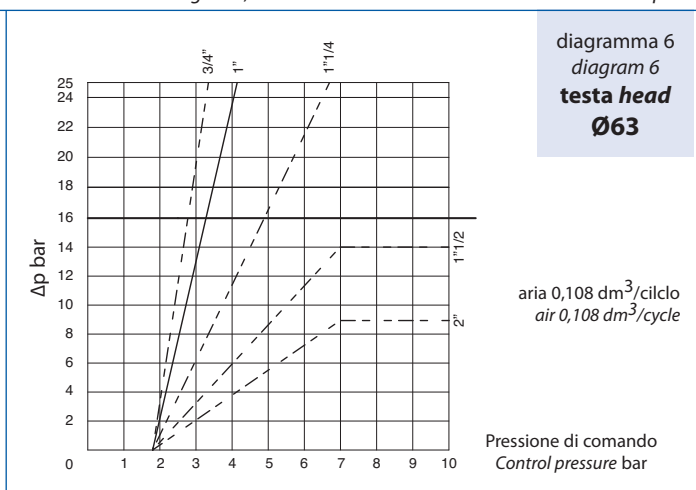 diagramma 6
diagram 6
testa head
Ø63
3/4"
1"
1"1/4
25
24
22
20
18
16
14
12
10
8
6
4
2
0
Δp bar
1"1/2
2"
1 2 3 4 5 6 7 8 9 10
aria 0,108 dm³/cilclo
air 0,108 dm³/cycle
Pressione di comando
Control pressure bar